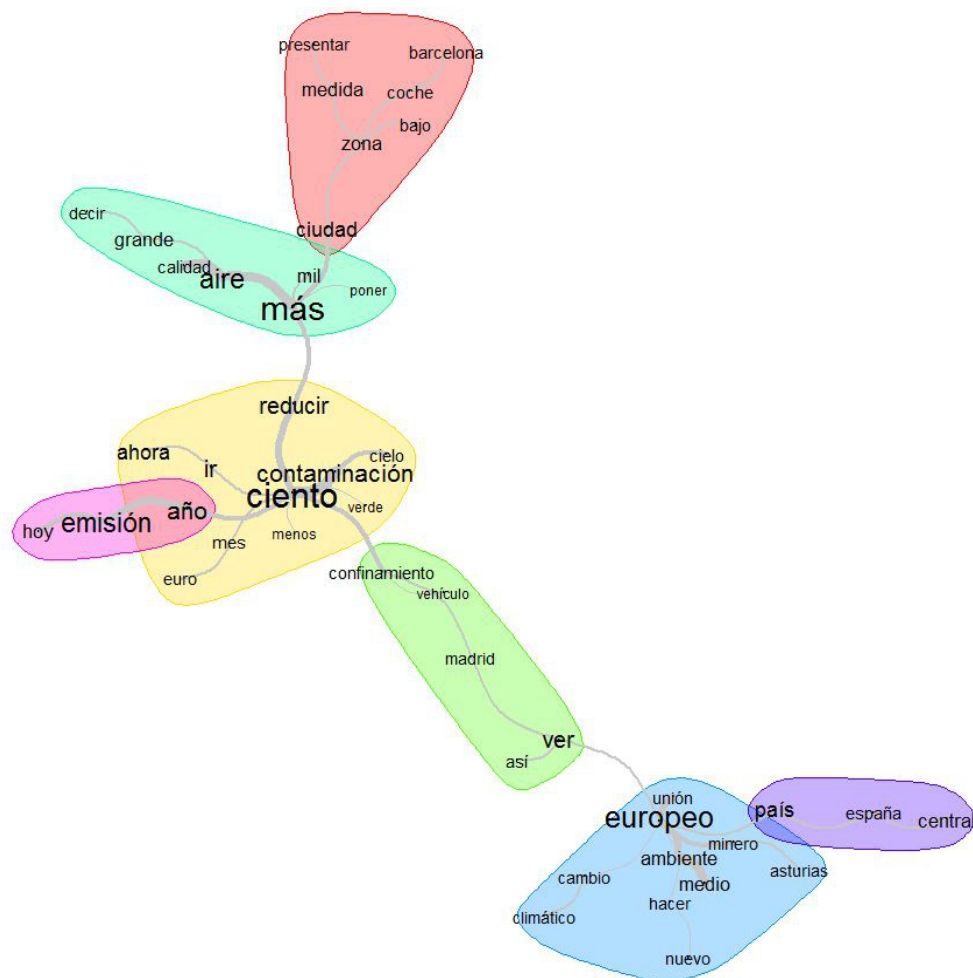 presentar
barcelona
medida
coche
bajo
zona
ciudad
decir
grande
calidad
aire
mil
poner
más
reducir
ahora
ir
cielo
contaminación
ciento
verde
hoy
emisión
año
mes
menos
euro
confinamiento
vehículo
madrid
ver
así
unión
europeo
país
españa
central
minero
ambiente
asturias
cambio
medio
climático
hacer
nuevo